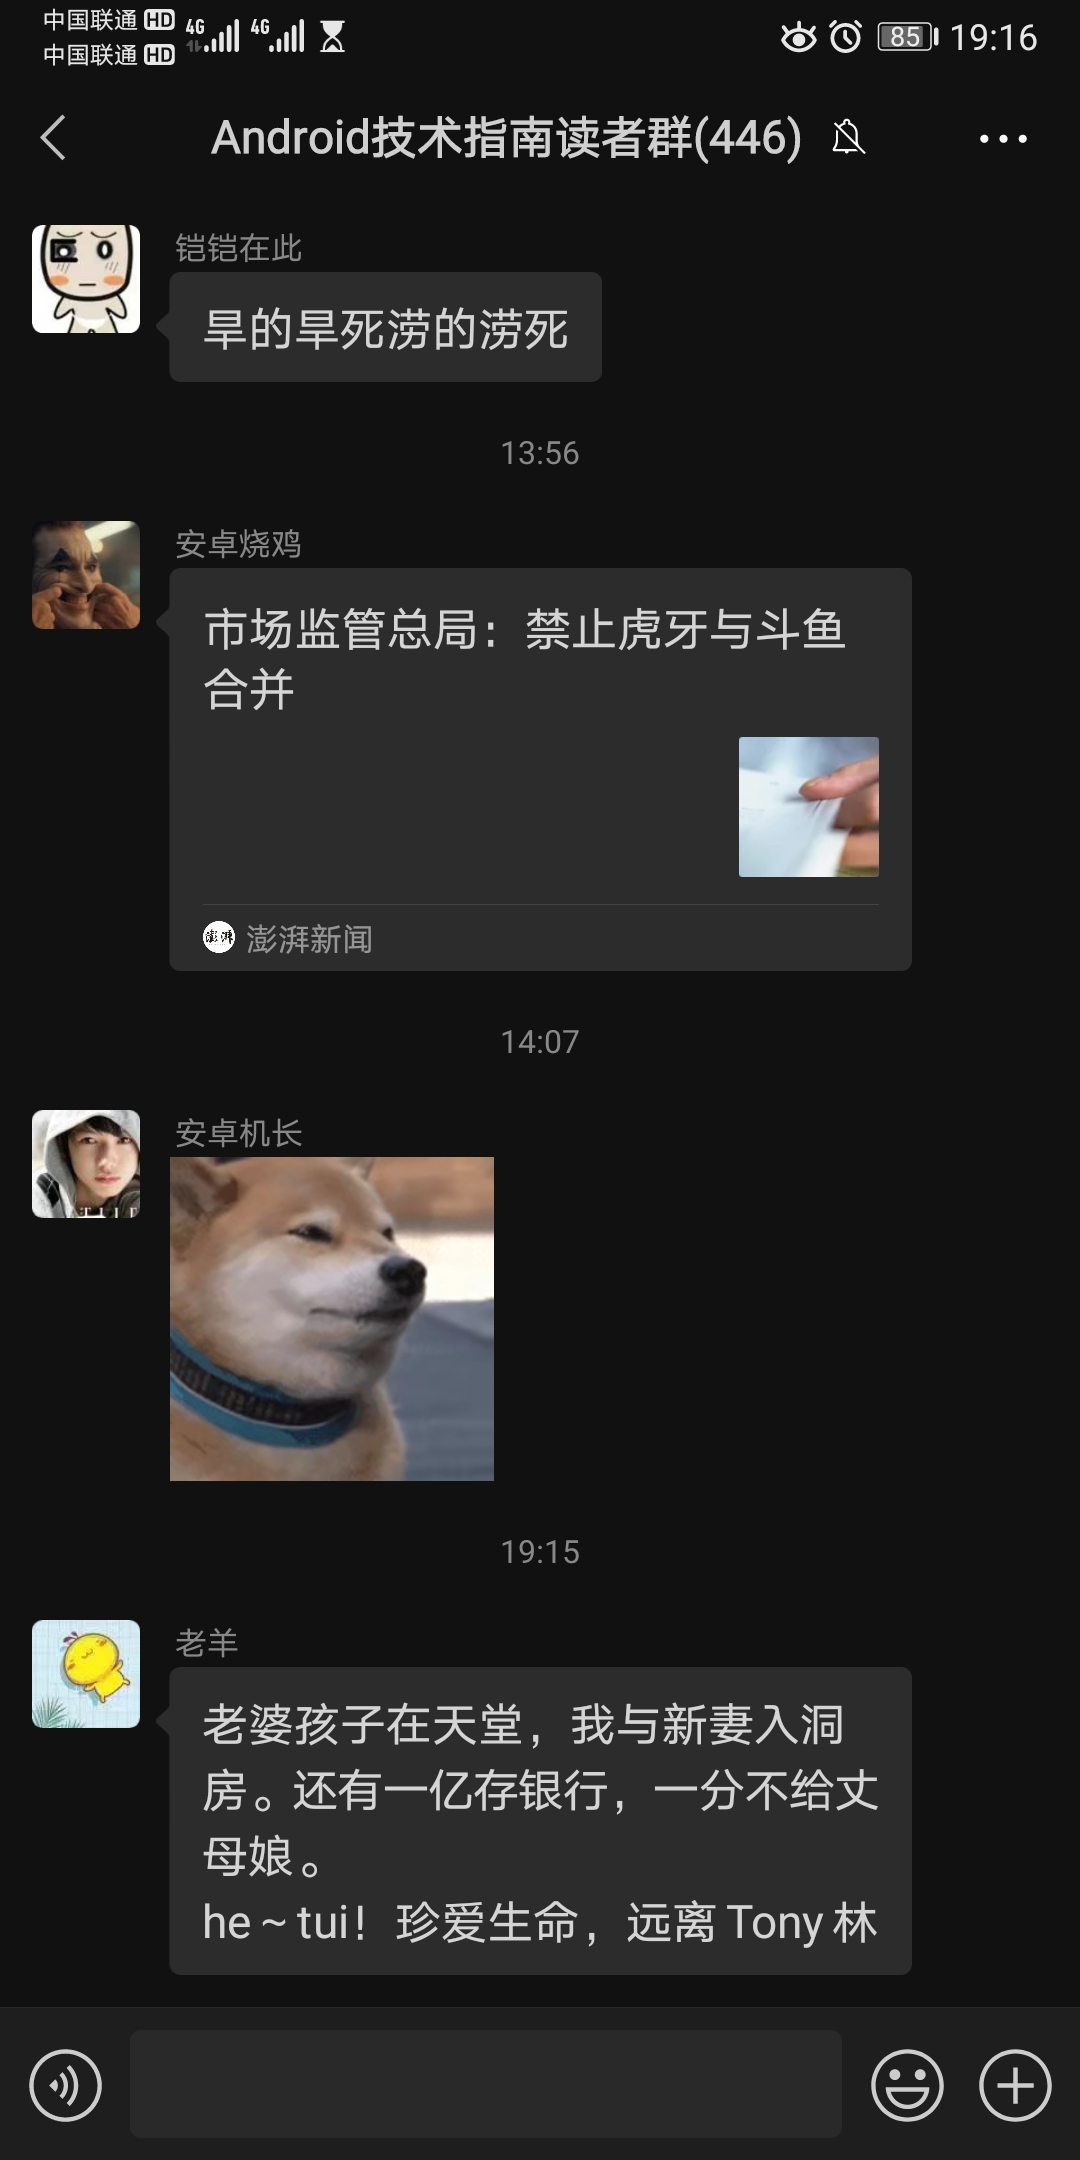 中国联通 HD 4G 4G 85 19:16
中国联通 HD
Android技术指南读者群(446)
铠铠在此
旱的旱死涝的涝死
13:56
安卓烧鸡
市场监管总局：禁止虎牙与斗鱼
合并
澎湃 澎湃新闻
14:07
安卓机长
19:15
老羊
老婆孩子在天堂，我与新妻入洞
房。还有一亿存银行，一分不给丈
母娘。
he～tui！珍爱生命，远离Tony林